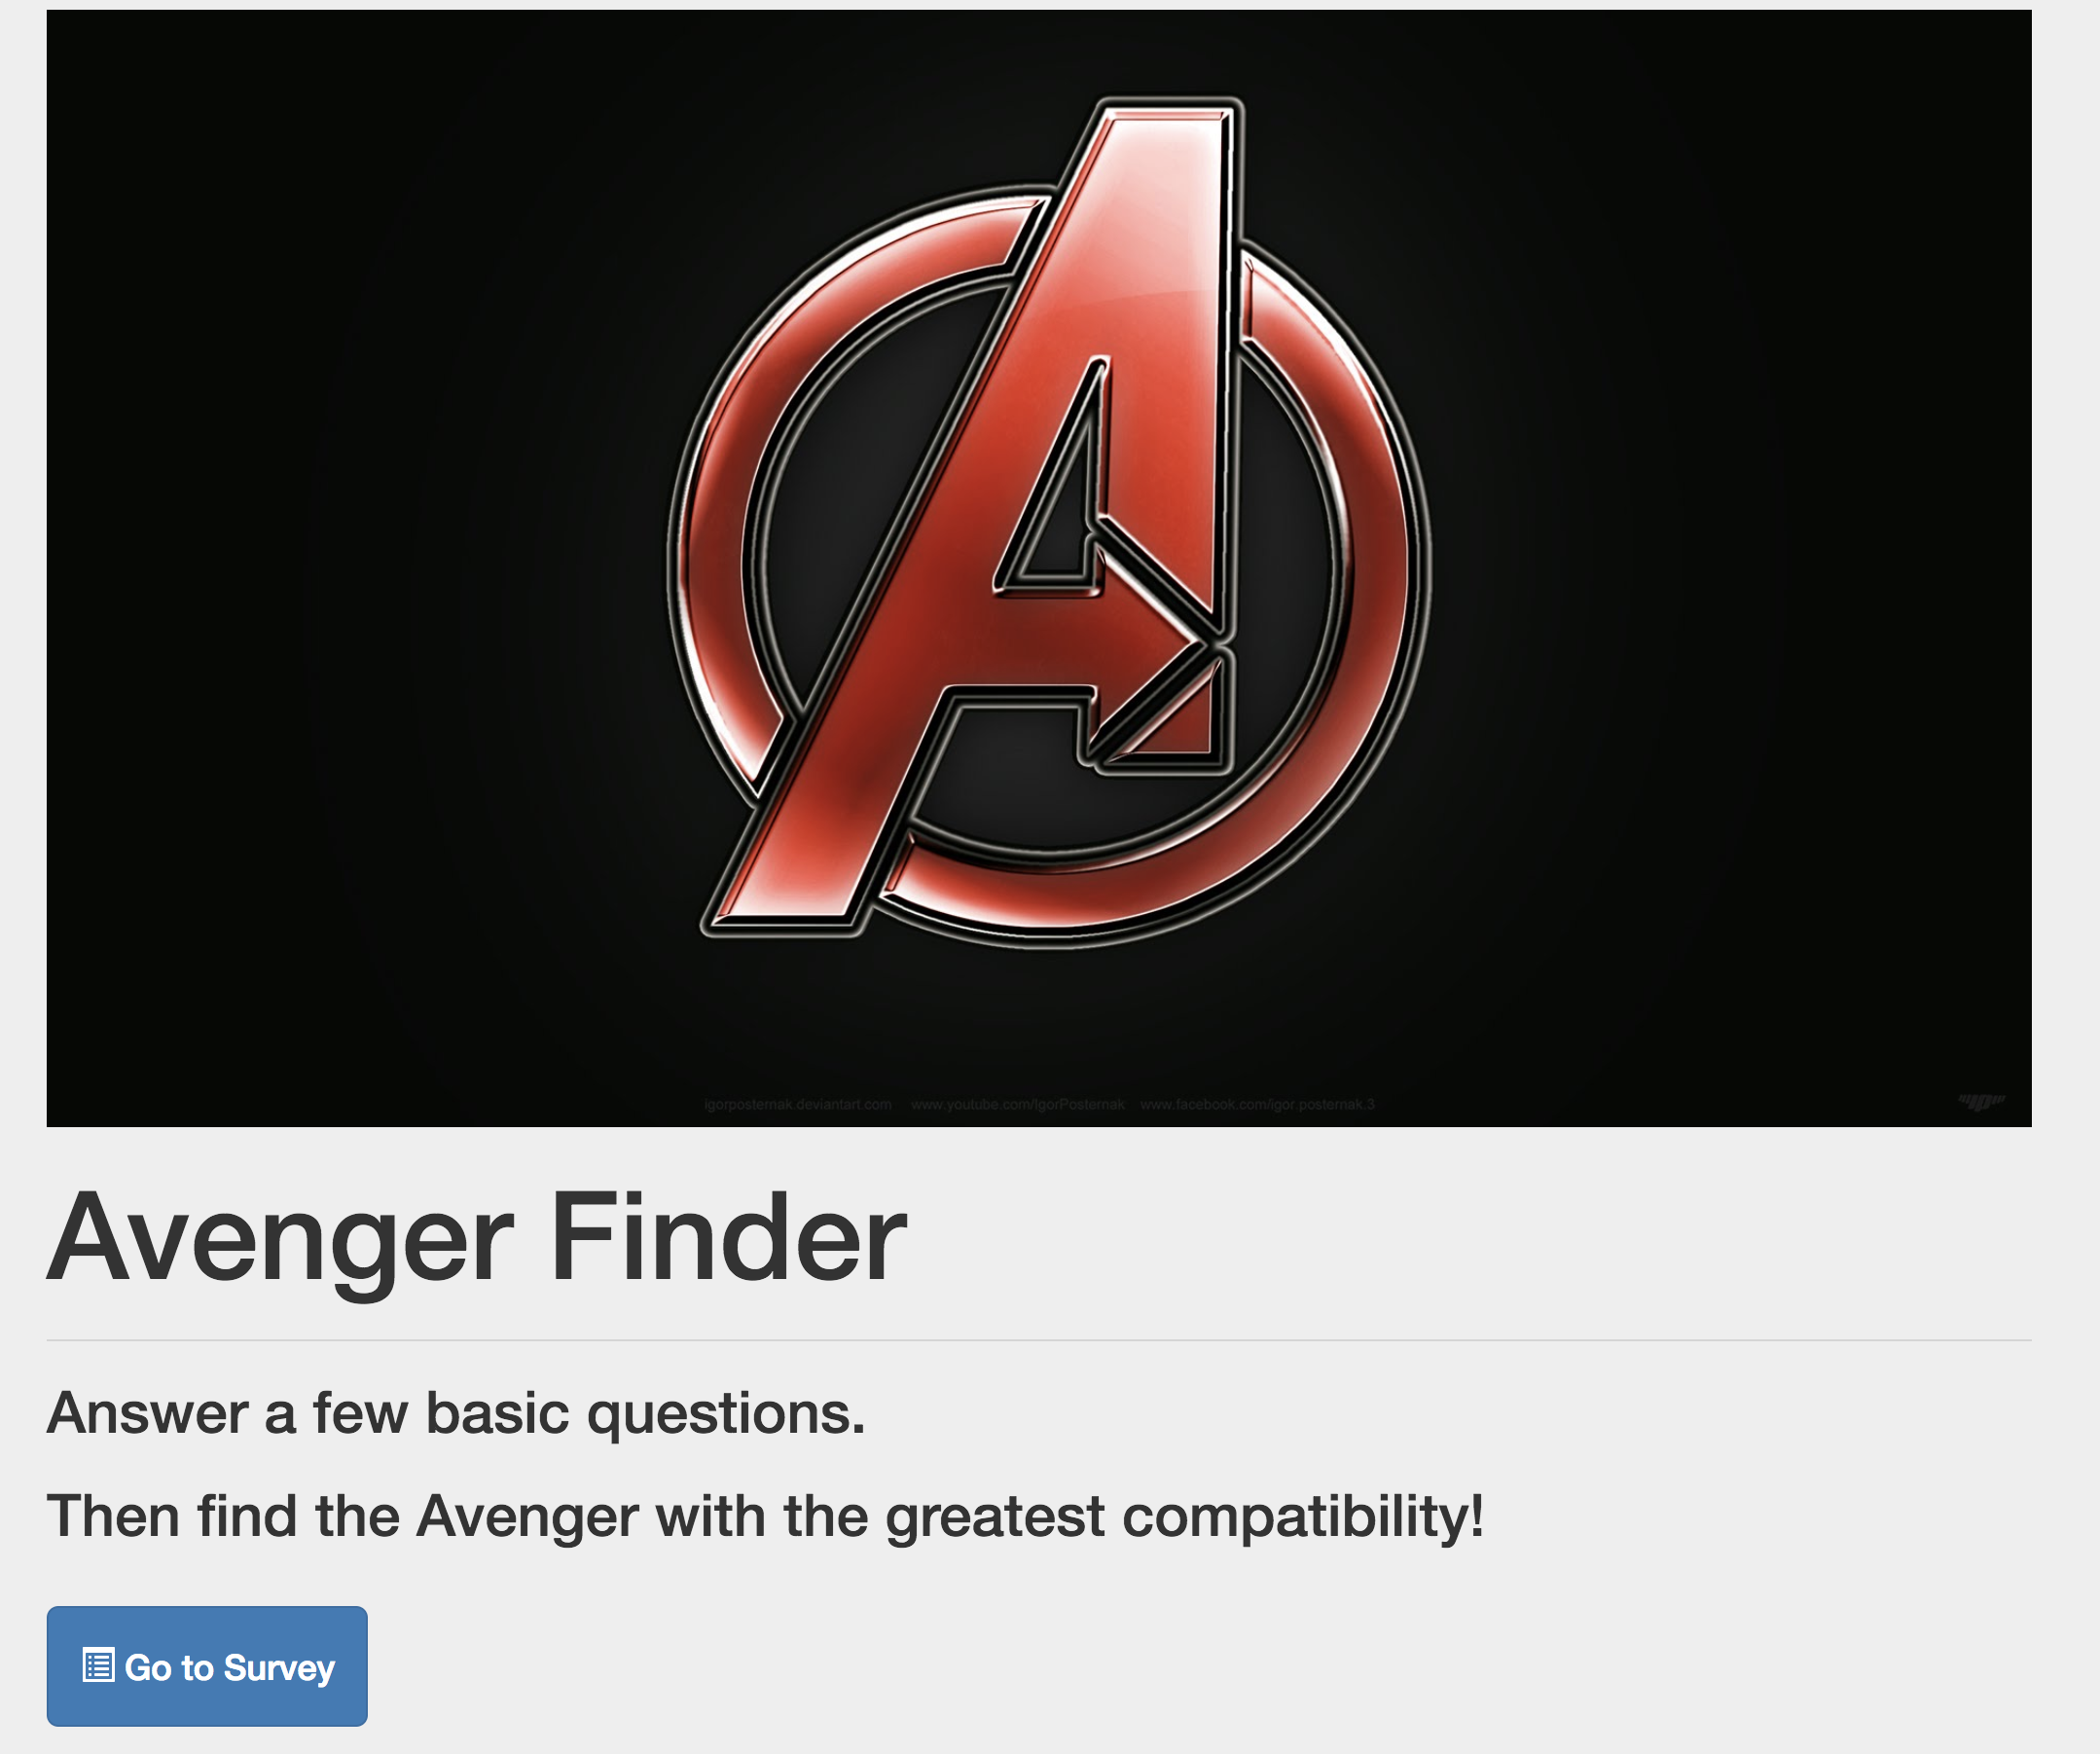 igorposternak.deviantart.com www.youtube.com/IgorPosternak www.facebook.com/igor.posternak.3
Avenger Finder
Answer a few basic questions.
Then find the Avenger with the greatest compatibility!
Go to Survey